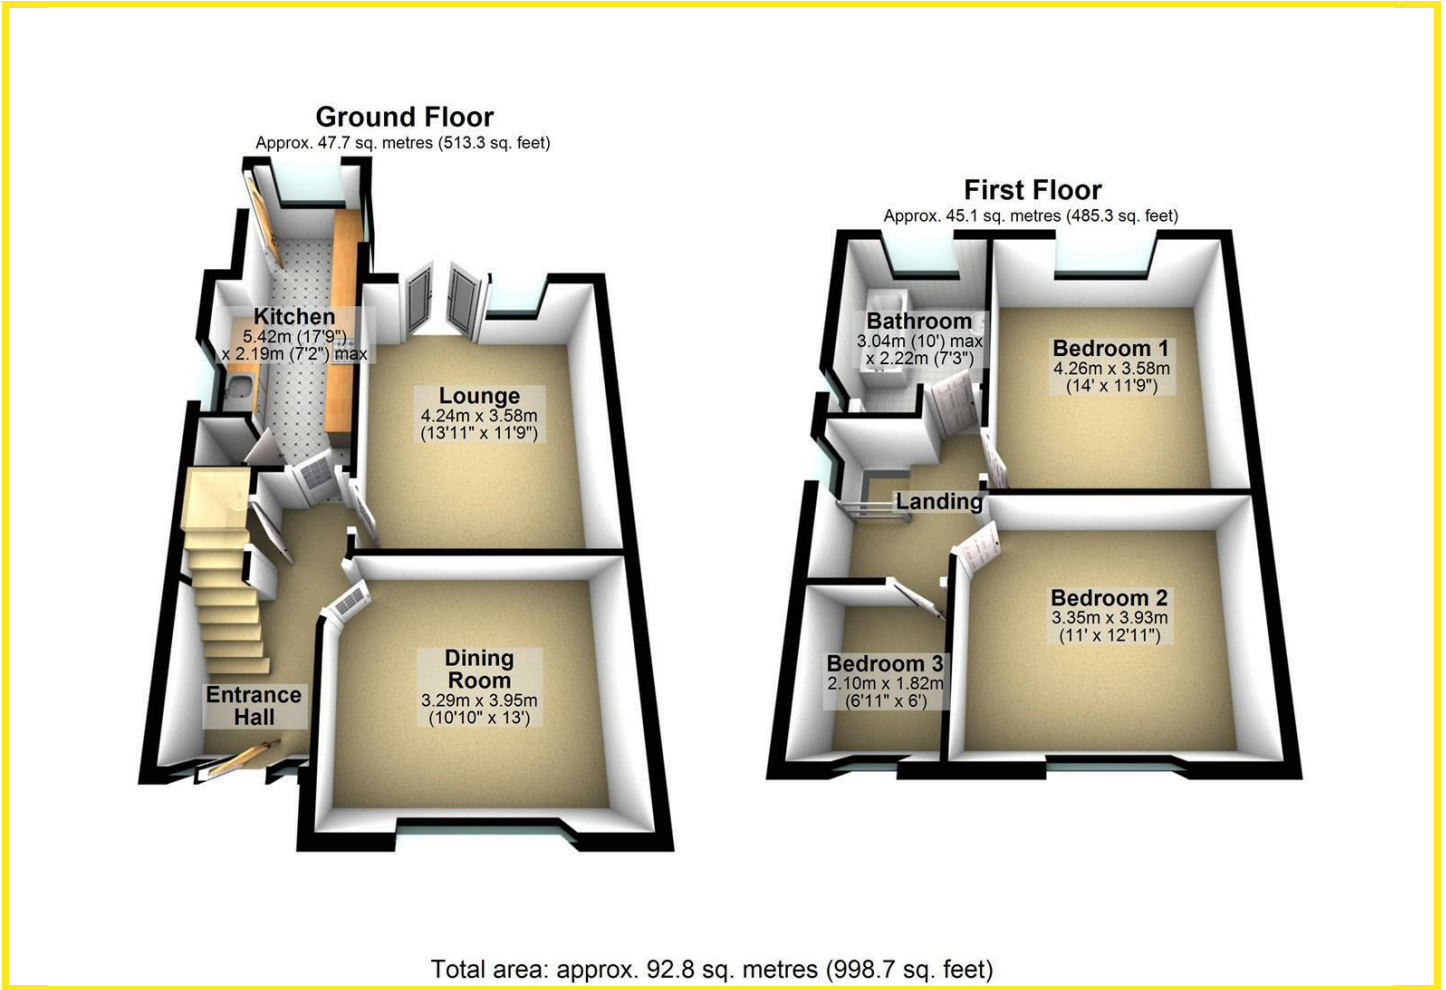 Ground Floor
Approx. 47.7 sq. metres (513.3 sq. feet)
Kitchen
5.42m (17'9")
x 2.19m (7'2") max
Lounge
4.24m x 3.58m
(13'11" x 11'9")
Dining
Room
3.29m x 3.95m
(10'10" x 13')
Entrance
Hall
First Floor
Approx. 45.1 sq. metres (485.3 sq. feet)
Bathroom
3.04m (10') max
x 2.22m (7'3")
Bedroom 1
4.26m x 3.58m
(14' x 11'9")
Landing
Bedroom 2
3.35m x 3.93m
(11' x 12'11")
Bedroom 3
2.10m x 1.82m
(6'11" x 6')
Total area: approx. 92.8 sq. metres (998.7 sq. feet)